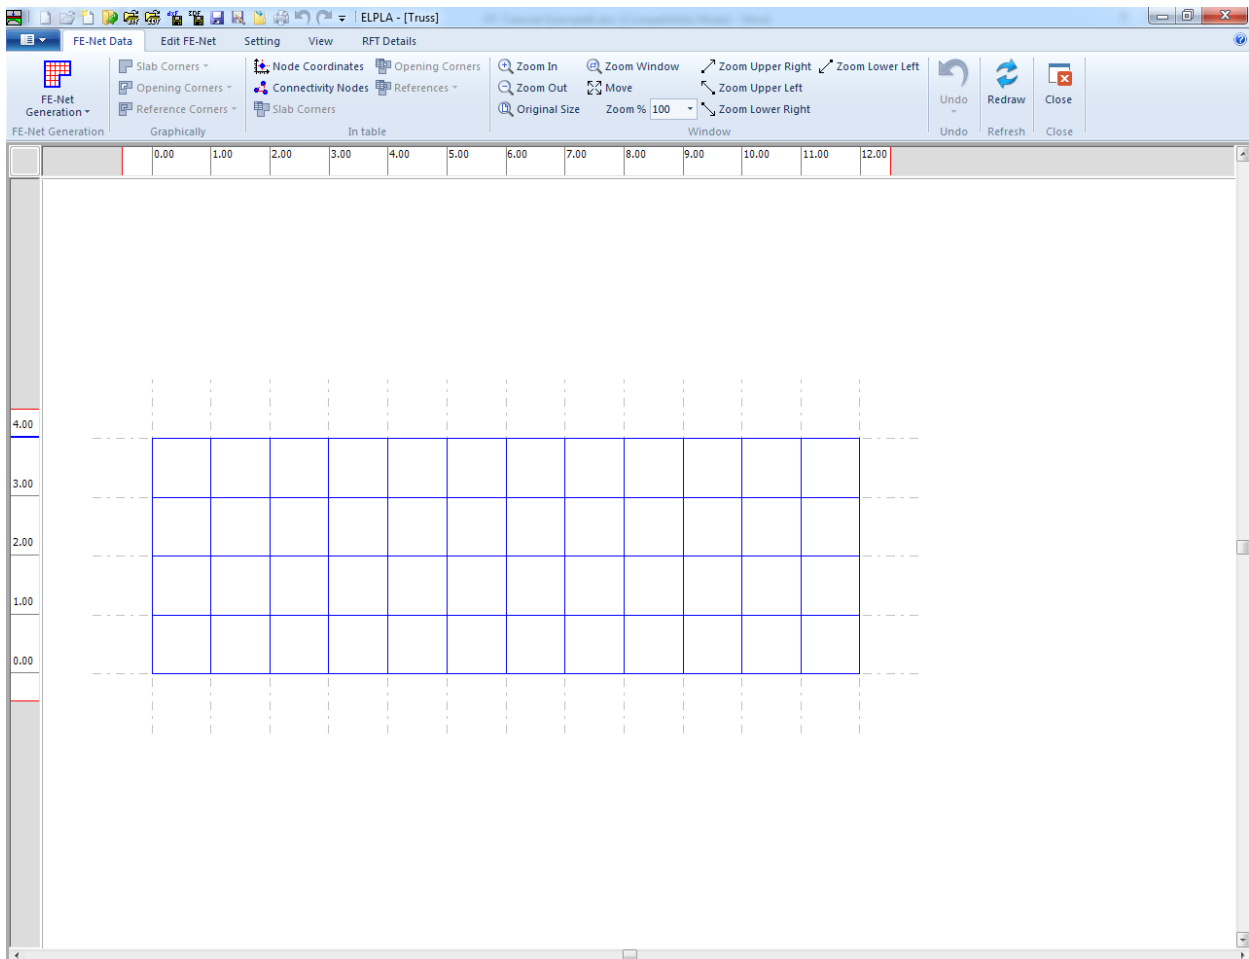 ELPLA - [Truss]
FE-Net Data Edit FE-Net Setting View RFT Details
FE-Net Generation
Slab Corners
Opening Corners
Reference Corners
Node Coordinates Opening Corners
Connectivity Nodes References
Slab Corners
Zoom In Zoom Window Zoom Upper Right Zoom Lower Left
Zoom Out Move Zoom Upper Left
Original Size Zoom % 100 Zoom Lower Right
Undo Redraw Close
FE-Net Generation Graphically In table Window Undo Refresh Close
0.00 1.00 2.00 3.00 4.00 5.00 6.00 7.00 8.00 9.00 10.00 11.00 12.00
4.00
3.00
2.00
1.00
0.00